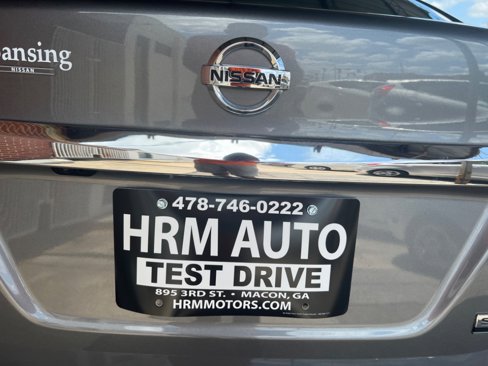 ansing
NISSAN
NISSAN
478-746-0222
HRM AUTO
TEST DRIVE
895 3RD ST. • MACON, GA
HRMMOTORS.COM